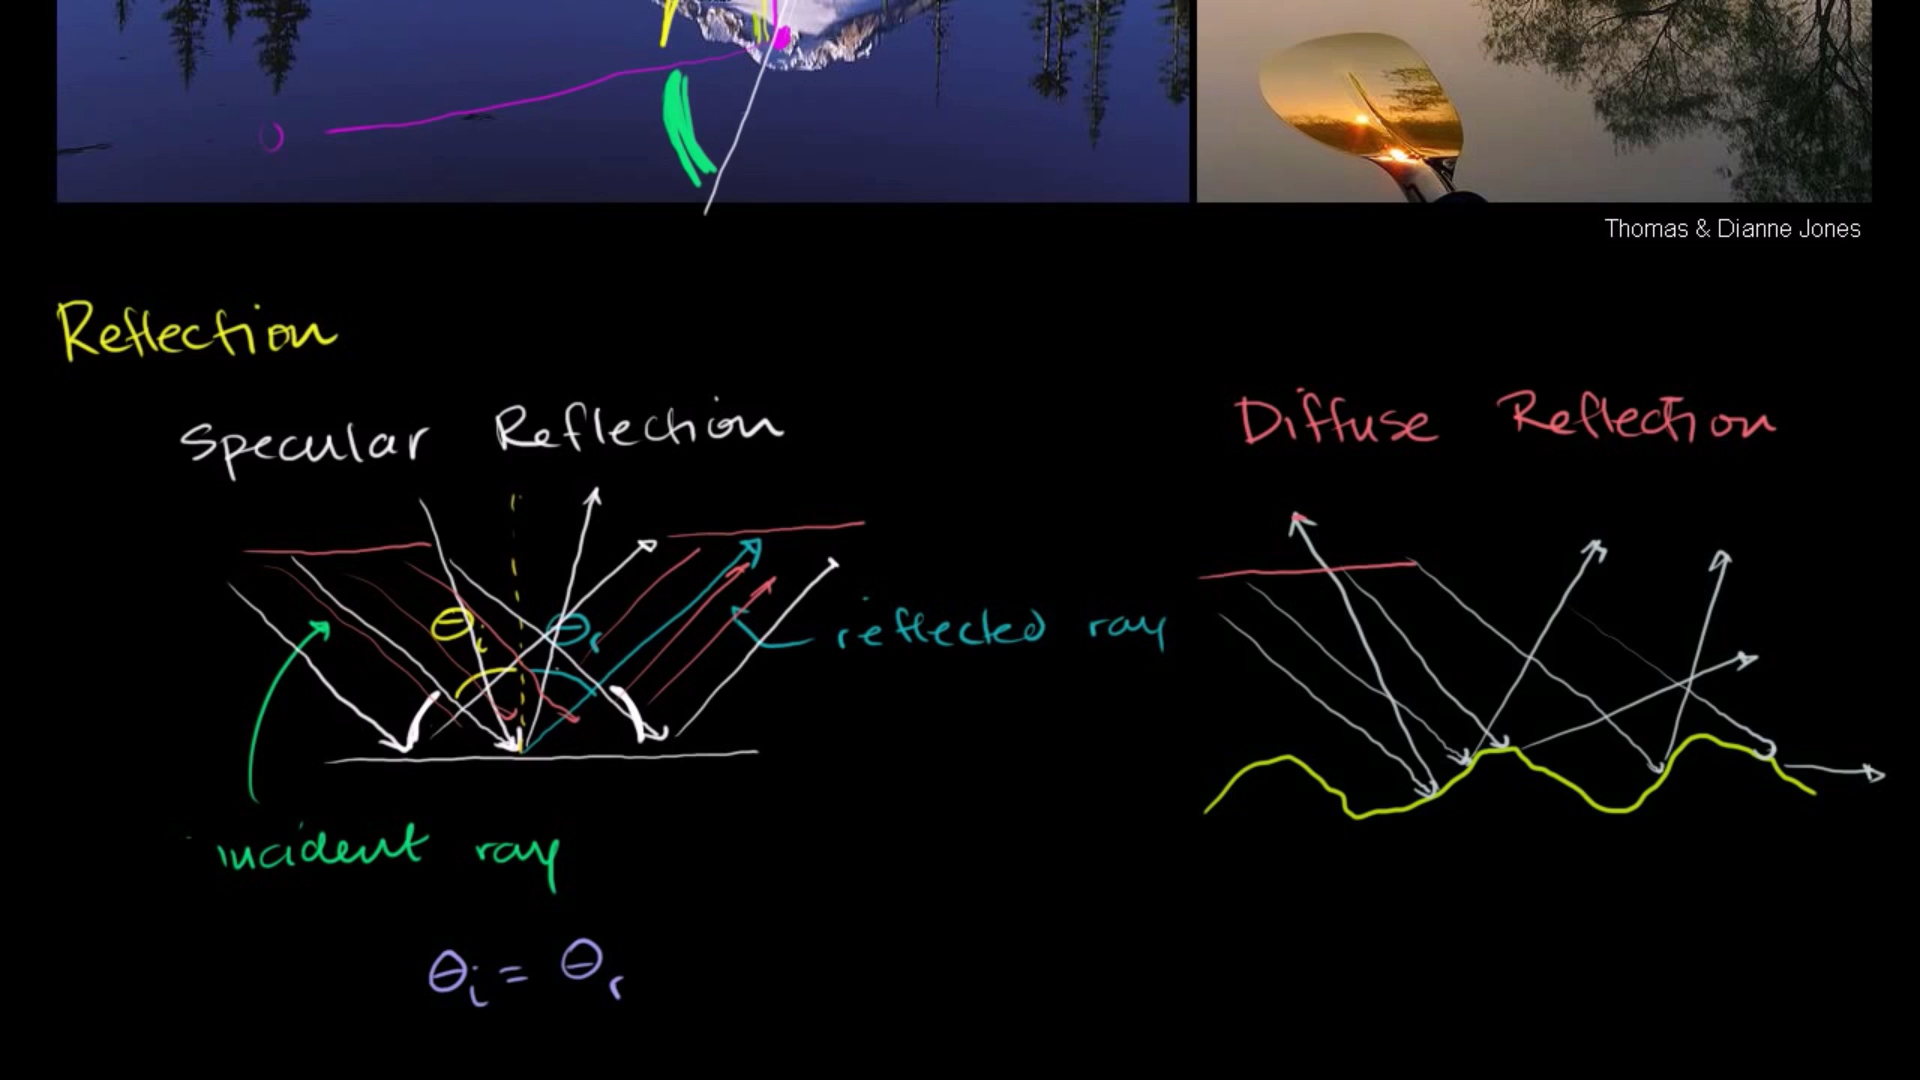 Thomas & Dianne Jones
Reflection
Specular Reflection
Diffuse Reflection
θi θr
reflected ray
incident ray
θi = θr